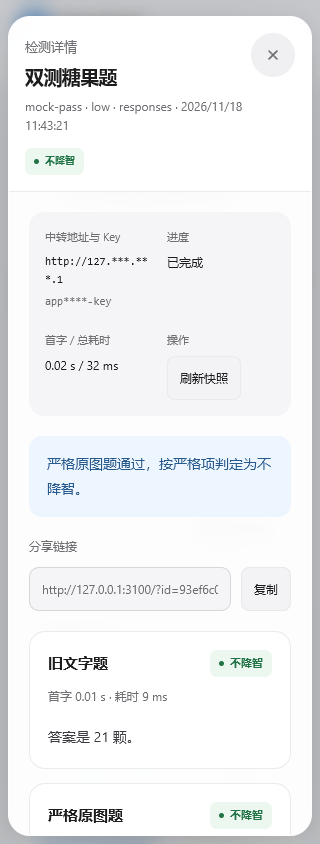 检测详情
双测糖果题
mock-pass · low · responses · 2026/11/18
11:43:21
不降智
中转地址与 Key
http://127.***.**
*.1
app****-key
进度
已完成
首字 / 总耗时
0.02 s / 32 ms
操作
刷新快照
严格原图题通过，按严格项判定为不
降智。
分享链接
http://127.0.0.1:3100/?id=93ef6c0
复制
旧文字题
不降智
首字 0.01 s · 耗时 9 ms
答案是 21 颗。
严格原图题
不降智